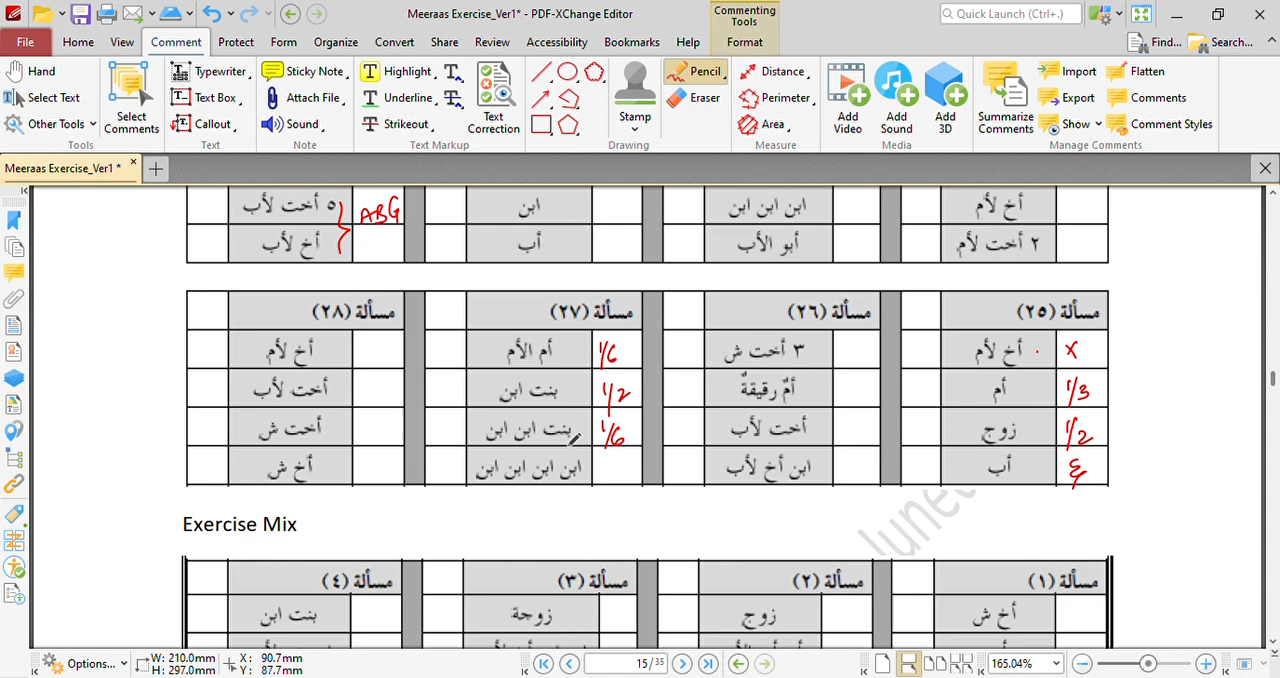 Meeraas Exercise_Ver1* - PDF-XChange Editor
Commenting Tools
Quick Launch (Ctrl+.)
File Home View Comment Protect Form Organize Convert Share Review Accessibility Bookmarks Help Format
Find...
Search...
Hand
Select Text
Other Tools
Tools
Select Comments
Typewriter
Text Box
Callout
Text
Sticky Note
Attach File
Sound
Note
Highlight
Underline
Strikeout
Text Correction
Text Markup
Drawing
Stamp
Pencil
Eraser
Distance
Perimeter
Area
Measure
Add Video
Add Sound
Add 3D
Media
Summarize Comments
Import
Export
Show
Flatten
Comments
Comment Styles
Manage Comments
Meeraas Exercise_Ver1 *
أخ لأم
ابن ابن ابن
ابن
٥ أخت لأب
ABG
٢ أخت لأم
أبو الأب
أب
أخ لأب
مسألة (٢٥)
مسألة (٢٦)
مسألة (٢٧)
مسألة (٢٨)
X أخ لأم
٣ أخت ش
1/6 أم الأم
أخ لأم
1/3 أم
أمٌ رقيقةٌ
1/2 بنت ابن
أخت لأب
1/2 زوج
أخت لأب
1/6 بنت ابن ابن
أخت ش
ع أب
ابن أخ لأب
ابن ابن ابن ابن
أخ ش
Exercise Mix
مسألة (١)
مسألة (٢)
مسألة (٣)
مسألة (٤)
أخ ش
زوج
زوجة
بنت ابن
Options...
W: 210.0mm
H: 297.0mm
X: 90.7mm
Y: 87.7mm
15 / 35
165.04%